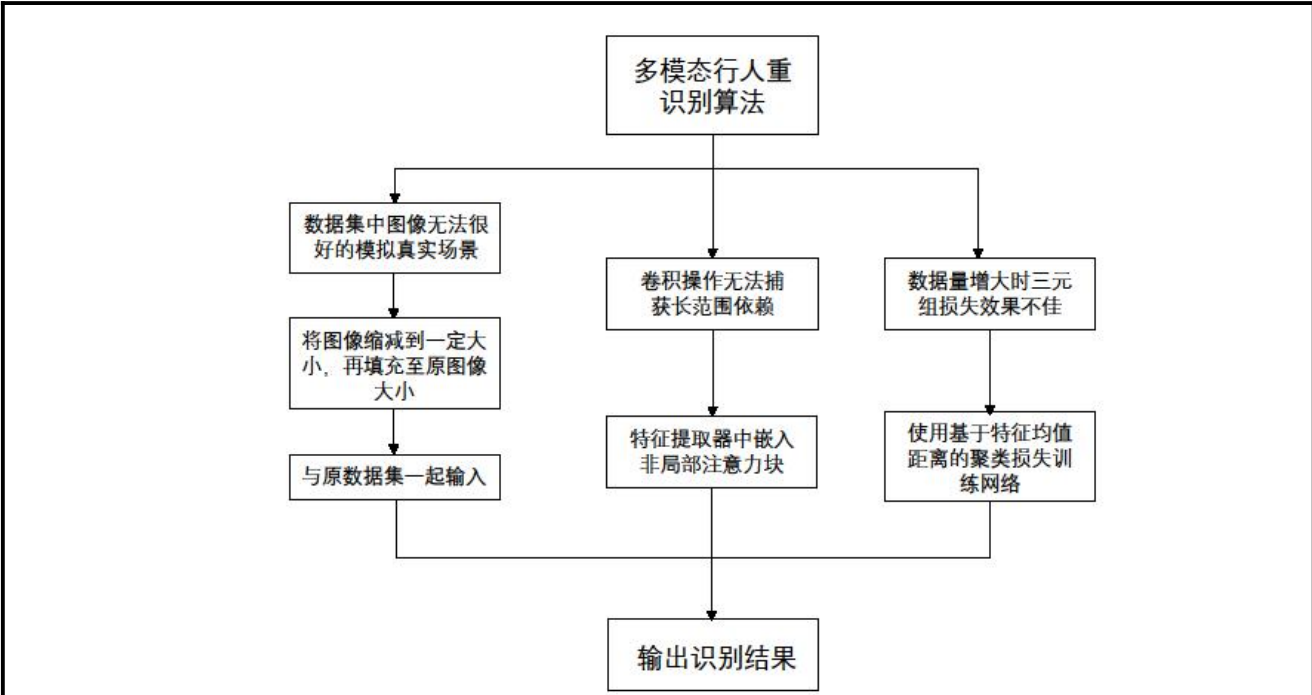 多模态行人重
识别算法
数据集中图像无法很
好的模拟真实场景
将图像缩减到一定大
小，再填充至原图像
大小
与原数据集一起输入
卷积操作无法捕
获长范围依赖
特征提取器中嵌入
非局部注意力块
数据量增大时三元
组损失效果不佳
使用基于特征均值
距离的聚类损失训
练网络
输出识别结果